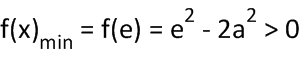 f(x)min = f(e) = e² - 2a² > 0